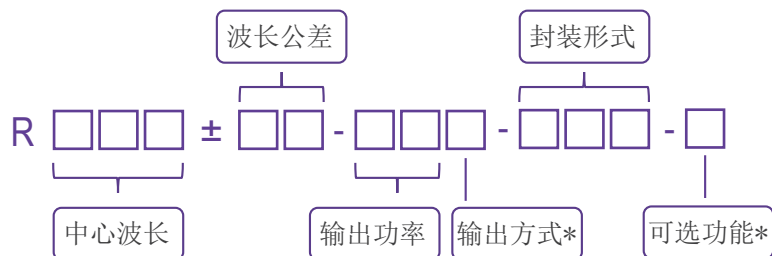 波长公差 封装形式
R □□□ ± □□ - □□□ - □□□ - □
中心波长 输出功率 输出方式* 可选功能*